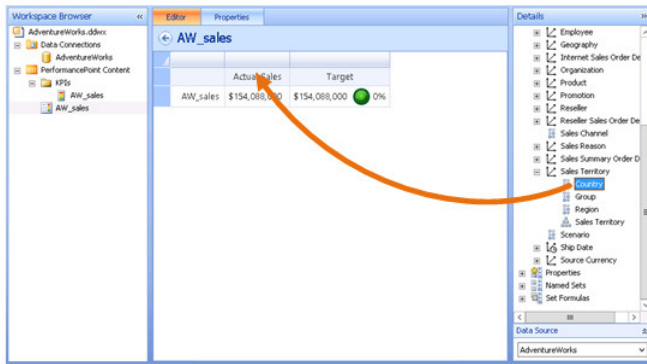 Workspace Browser «
AdventureWorks.ddwx
Data Connections
AdventureWorks
PerformancePoint Content
KPIs
AW_sales
AW_sales
Editor Properties
AW_sales
Actual Sales Target
AW_sales $154,088,000 $154,088,000 0%
Details »
Employee
Geography
Internet Sales Order De
Organization
Product
Promotion
Reseller
Reseller Sales Order De
Sales Channel
Sales Reason
Sales Summary Order D
Sales Territory
Country
Group
Region
Sales Territory
Scenario
Ship Date
Source Currency
Properties
Named Sets
Set Formulas
Data Source
AdventureWorks